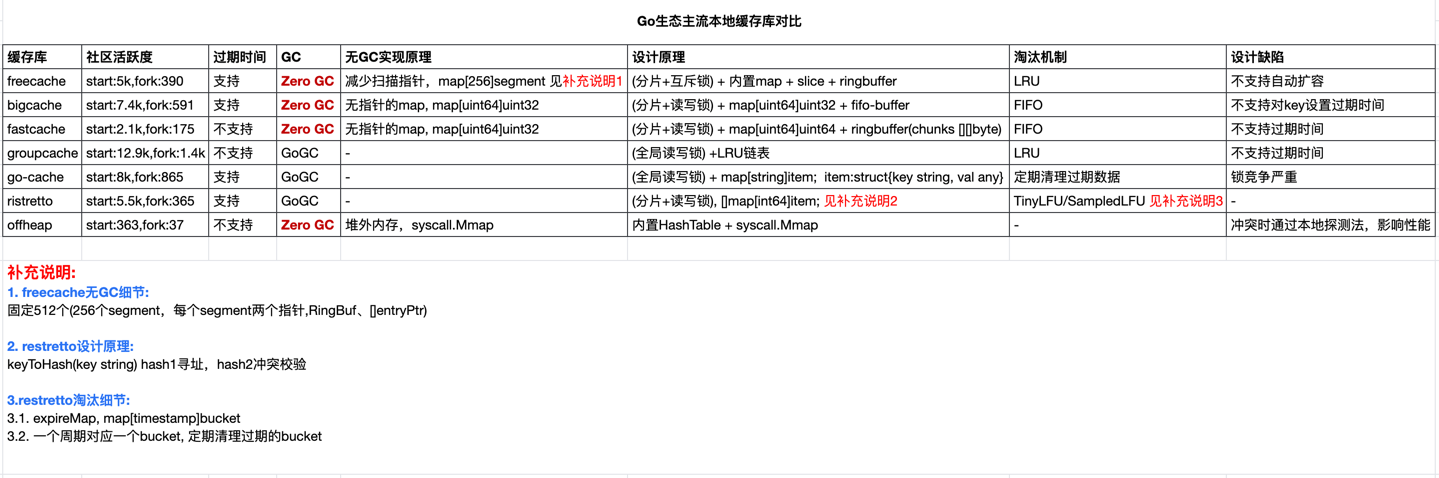 Go生态主流本地缓存库对比
缓存库 社区活跃度 过期时间 GC 无GC实现原理 设计原理 淘汰机制 设计缺陷
freecache start:5k,fork:390 支持 Zero GC 减少扫描指针，map[256]segment 见补充说明1 (分片+互斥锁) + 内置map + slice + ringbuffer LRU 不支持自动扩容
bigcache start:7.4k,fork:591 支持 Zero GC 无指针的map, map[uint64]uint32 (分片+读写锁) + map[uint64]uint32 + fifo-buffer FIFO 不支持对key设置过期时间
fastcache start:2.1k,fork:175 不支持 Zero GC 无指针的map, map[uint64]uint32 (分片+读写锁) + map[uint64]uint64 + ringbuffer(chunks [][]byte) FIFO 不支持过期时间
groupcache start:12.9k,fork:1.4k 不支持 GoGC - (全局读写锁) +LRU链表 LRU 不支持过期时间
go-cache start:8k,fork:865 支持 GoGC - (全局读写锁) + map[string]item; item:struct{key string, val any} 定期清理过期数据 锁竞争严重
ristretto start:5.5k,fork:365 支持 GoGC - (分片+读写锁), []map[int64]item; 见补充说明2 TinyLFU/SampledLFU 见补充说明3 -
offheap start:363,fork:37 不支持 Zero GC 堆外内存，syscall.Mmap 内置HashTable + syscall.Mmap - 冲突时通过本地探测法，影响性能
补充说明:
1. freecache无GC细节:
固定512个(256个segment，每个segment两个指针,RingBuf、[]entryPtr)
2. restretto设计原理:
keyToHash(key string) hash1寻址，hash2冲突校验
3.restretto淘汰细节:
3.1. expireMap, map[timestamp]bucket
3.2. 一个周期对应一个bucket, 定期清理过期的bucket